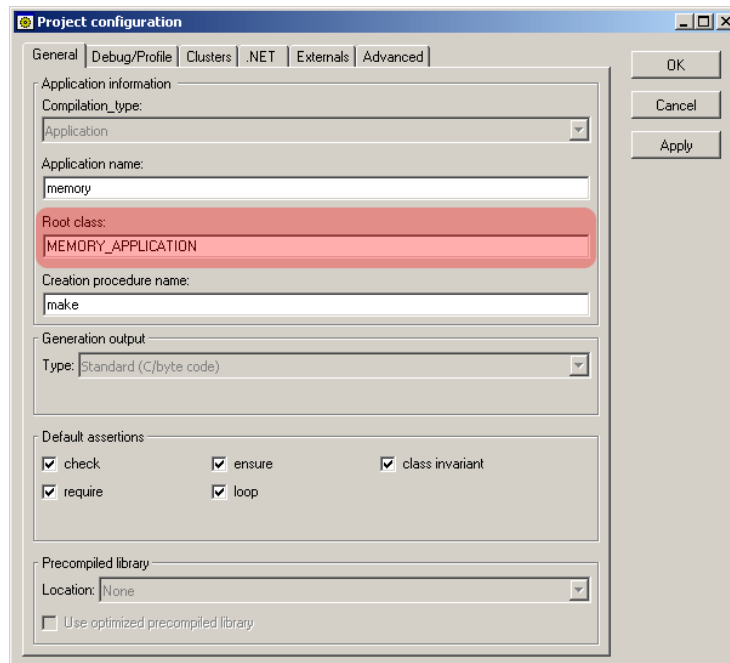 Project configuration
General Debug/Profile Clusters .NET Externals Advanced
OK
Cancel
Apply
Application information
Compilation_type:
Application
Application name:
memory
Root class:
MEMORY_APPLICATION
Creation procedure name:
make
Generation output
Type: Standard (C/byte code)
Default assertions
check ensure class invariant
require loop
Precompiled library
Location: None
Use optimized precompiled library